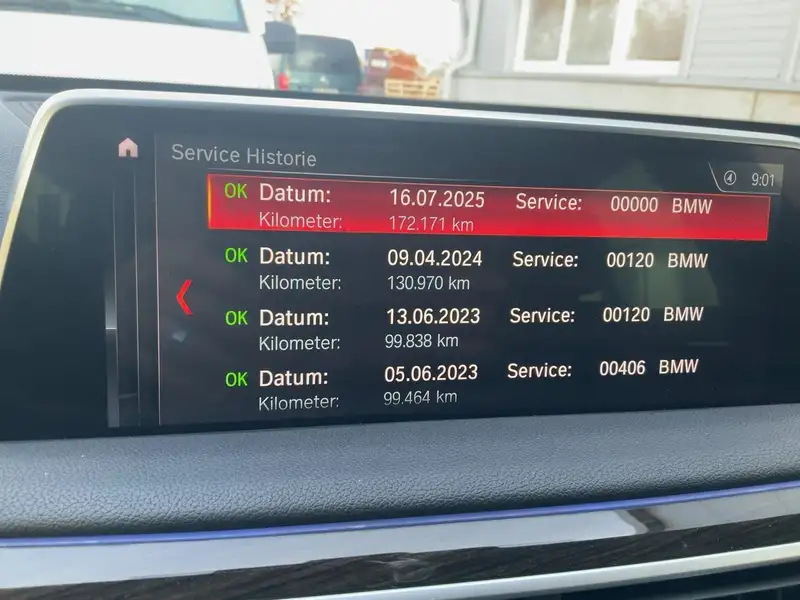 Service Historie
4 9:01
OK Datum: 16.07.2025 Service: 00000 BMW
Kilometer: 172.171 km
OK Datum: 09.04.2024 Service: 00120 BMW
Kilometer: 130.970 km
OK Datum: 13.06.2023 Service: 00120 BMW
Kilometer: 99.838 km
OK Datum: 05.06.2023 Service: 00406 BMW
Kilometer: 99.464 km